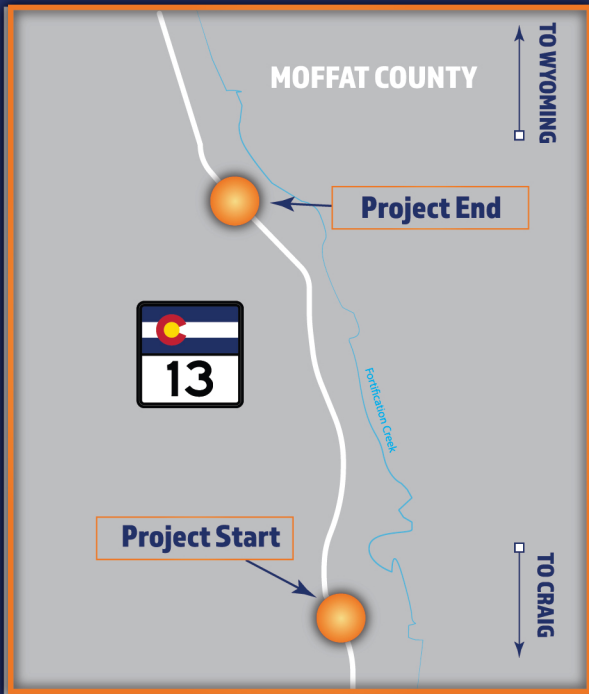 TO WYOMING
MOFFAT COUNTY
Project End
13
Fortification Creek
Project Start
TO CRAIG